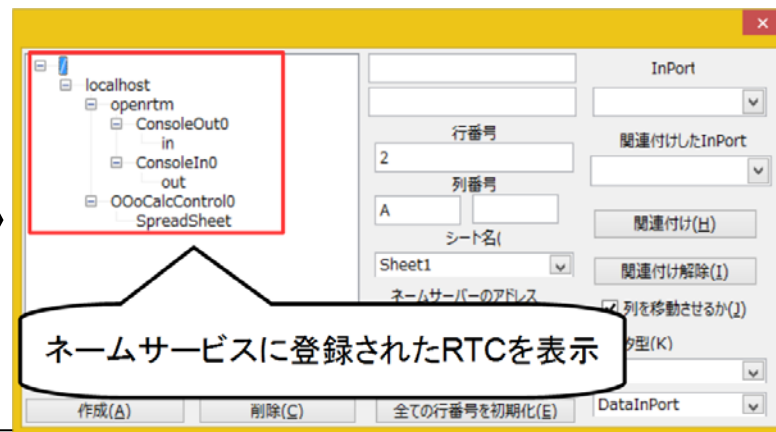 /
localhost
openrtm
ConsoleOut0
in
ConsoleIn0
out
OOoCalcControl0
SpreadSheet
行番号
2
列番号
A
シート名(
Sheet1
ネームサーバーのアドレス
InPort
関連付けしたInPort
関連付け(H)
関連付け解除(I)
列を移動させるか(J)
タ型(K)
DataInPort
ネームサービスに登録されたRTCを表示
作成(A)
削除(C)
全ての行番号を初期化(E)